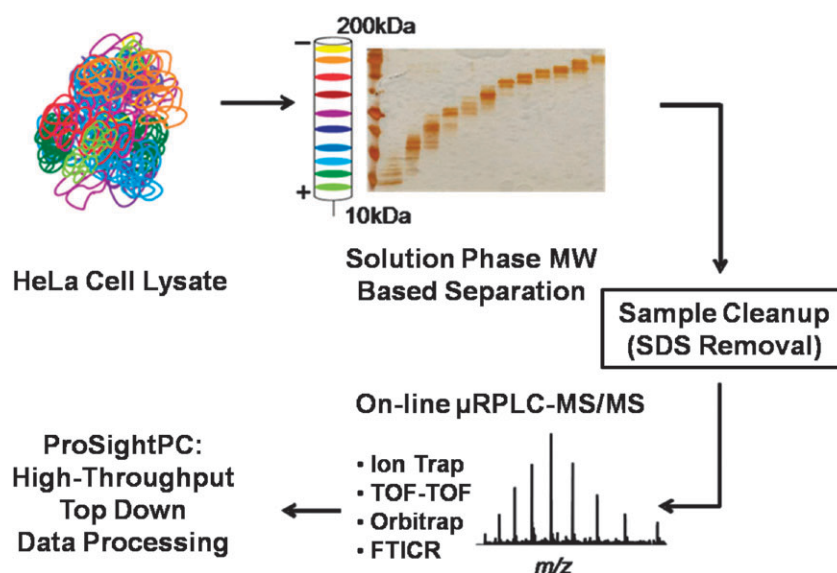 200kDa
−
+
10kDa
HeLa Cell Lysate
Solution Phase MW
Based Separation
Sample Cleanup
(SDS Removal)
On-line µRPLC-MS/MS
• Ion Trap
• TOF-TOF
• Orbitrap
• FTICR
m/z
ProSightPC:
High-Throughput
Top Down
Data Processing